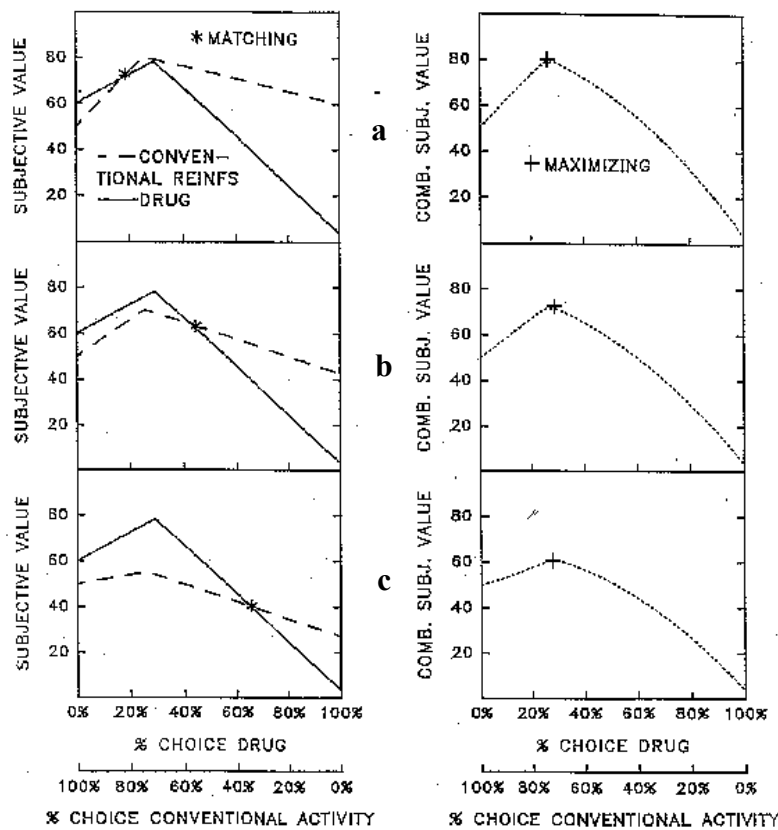 SUBJECTIVE VALUE
80
60
40
20
* MATCHING
– – CONVEN–
TIONAL REINFS
— DRUG
a
COMB. SUBJ. VALUE
80
60
40
20
+ MAXIMIZING
SUBJECTIVE VALUE
80
60
40
20
b
COMB. SUBJ. VALUE
80
60
40
20
SUBJECTIVE VALUE
80
60
40
20
c
COMB. SUBJ. VALUE
80
60
40
20
0% 20% 40% 60% 80% 100%
% CHOICE DRUG
100% 80% 60% 40% 20% 0%
% CHOICE CONVENTIONAL ACTIVITY
0% 20% 40% 60% 80% 100%
% CHOICE DRUG
100% 80% 60% 40% 20% 0%
% CHOICE CONVENTIONAL ACTIVITY